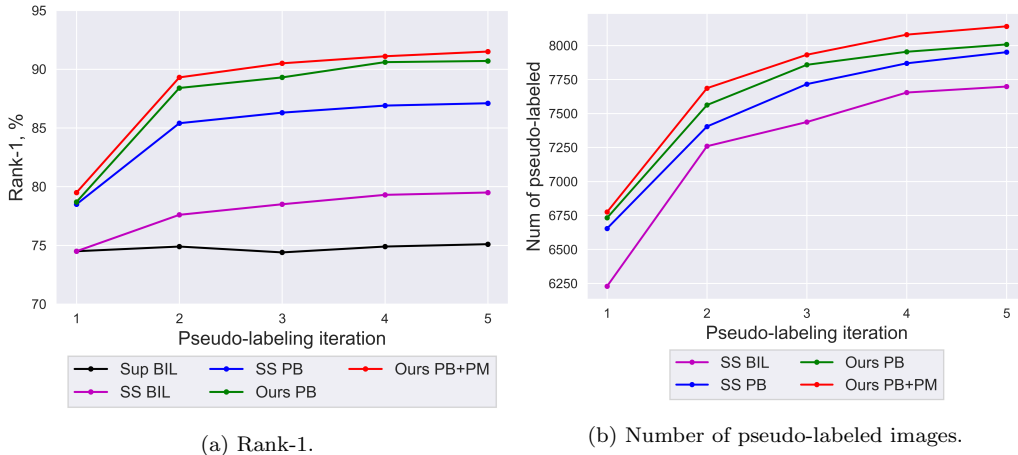 95
90
85
80
75
70
Rank-1, %
1 2 3 4 5
Pseudo-labeling iteration
Sup BIL SS PB Ours PB+PM
SS BIL Ours PB
(a) Rank-1.
8000
7750
7500
7250
7000
6750
6500
6250
Num of pseudo-labeled
1 2 3 4 5
Pseudo-labeling iteration
SS BIL Ours PB
SS PB Ours PB+PM
(b) Number of pseudo-labeled images.